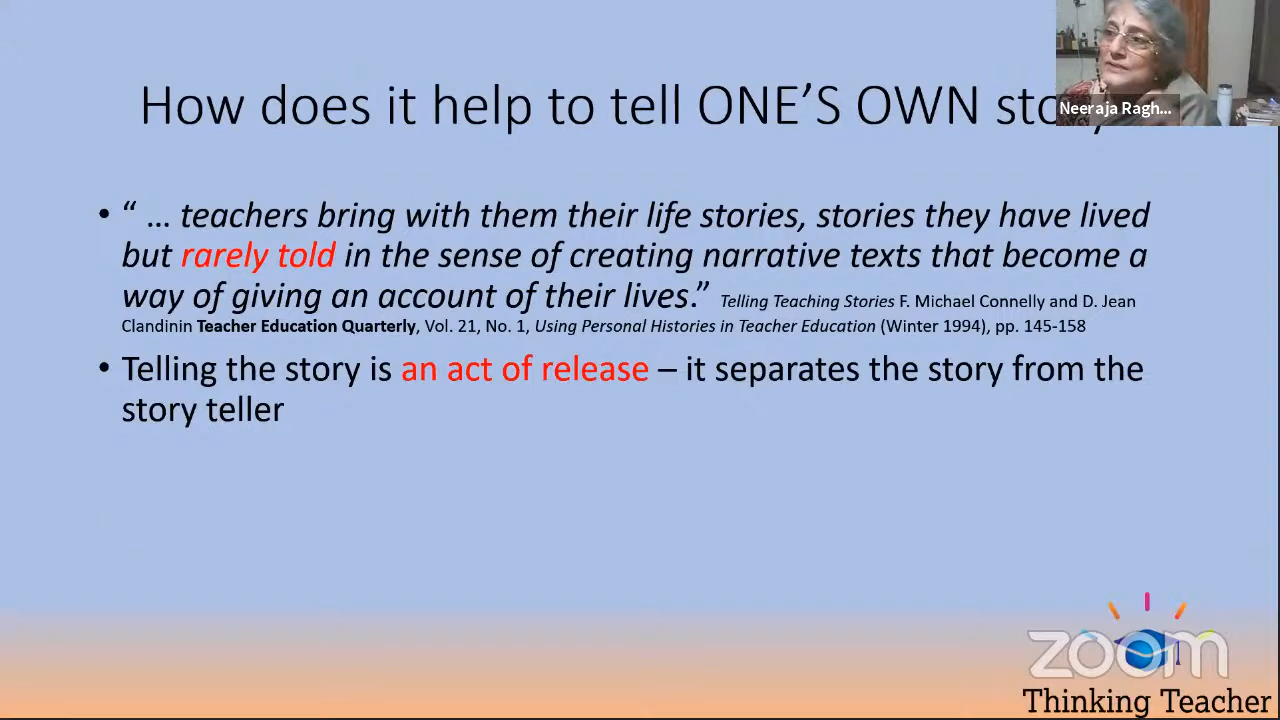 How does it help to tell ONE'S OWN story
Neeraja Ragh...
• “ … teachers bring with them their life stories, stories they have lived
but rarely told in the sense of creating narrative texts that become a
way of giving an account of their lives.” Telling Teaching Stories F. Michael Connelly and D. Jean
Clandinin Teacher Education Quarterly, Vol. 21, No. 1, Using Personal Histories in Teacher Education (Winter 1994), pp. 145-158
• Telling the story is an act of release – it separates the story from the
story teller
zoom
Thinking Teacher